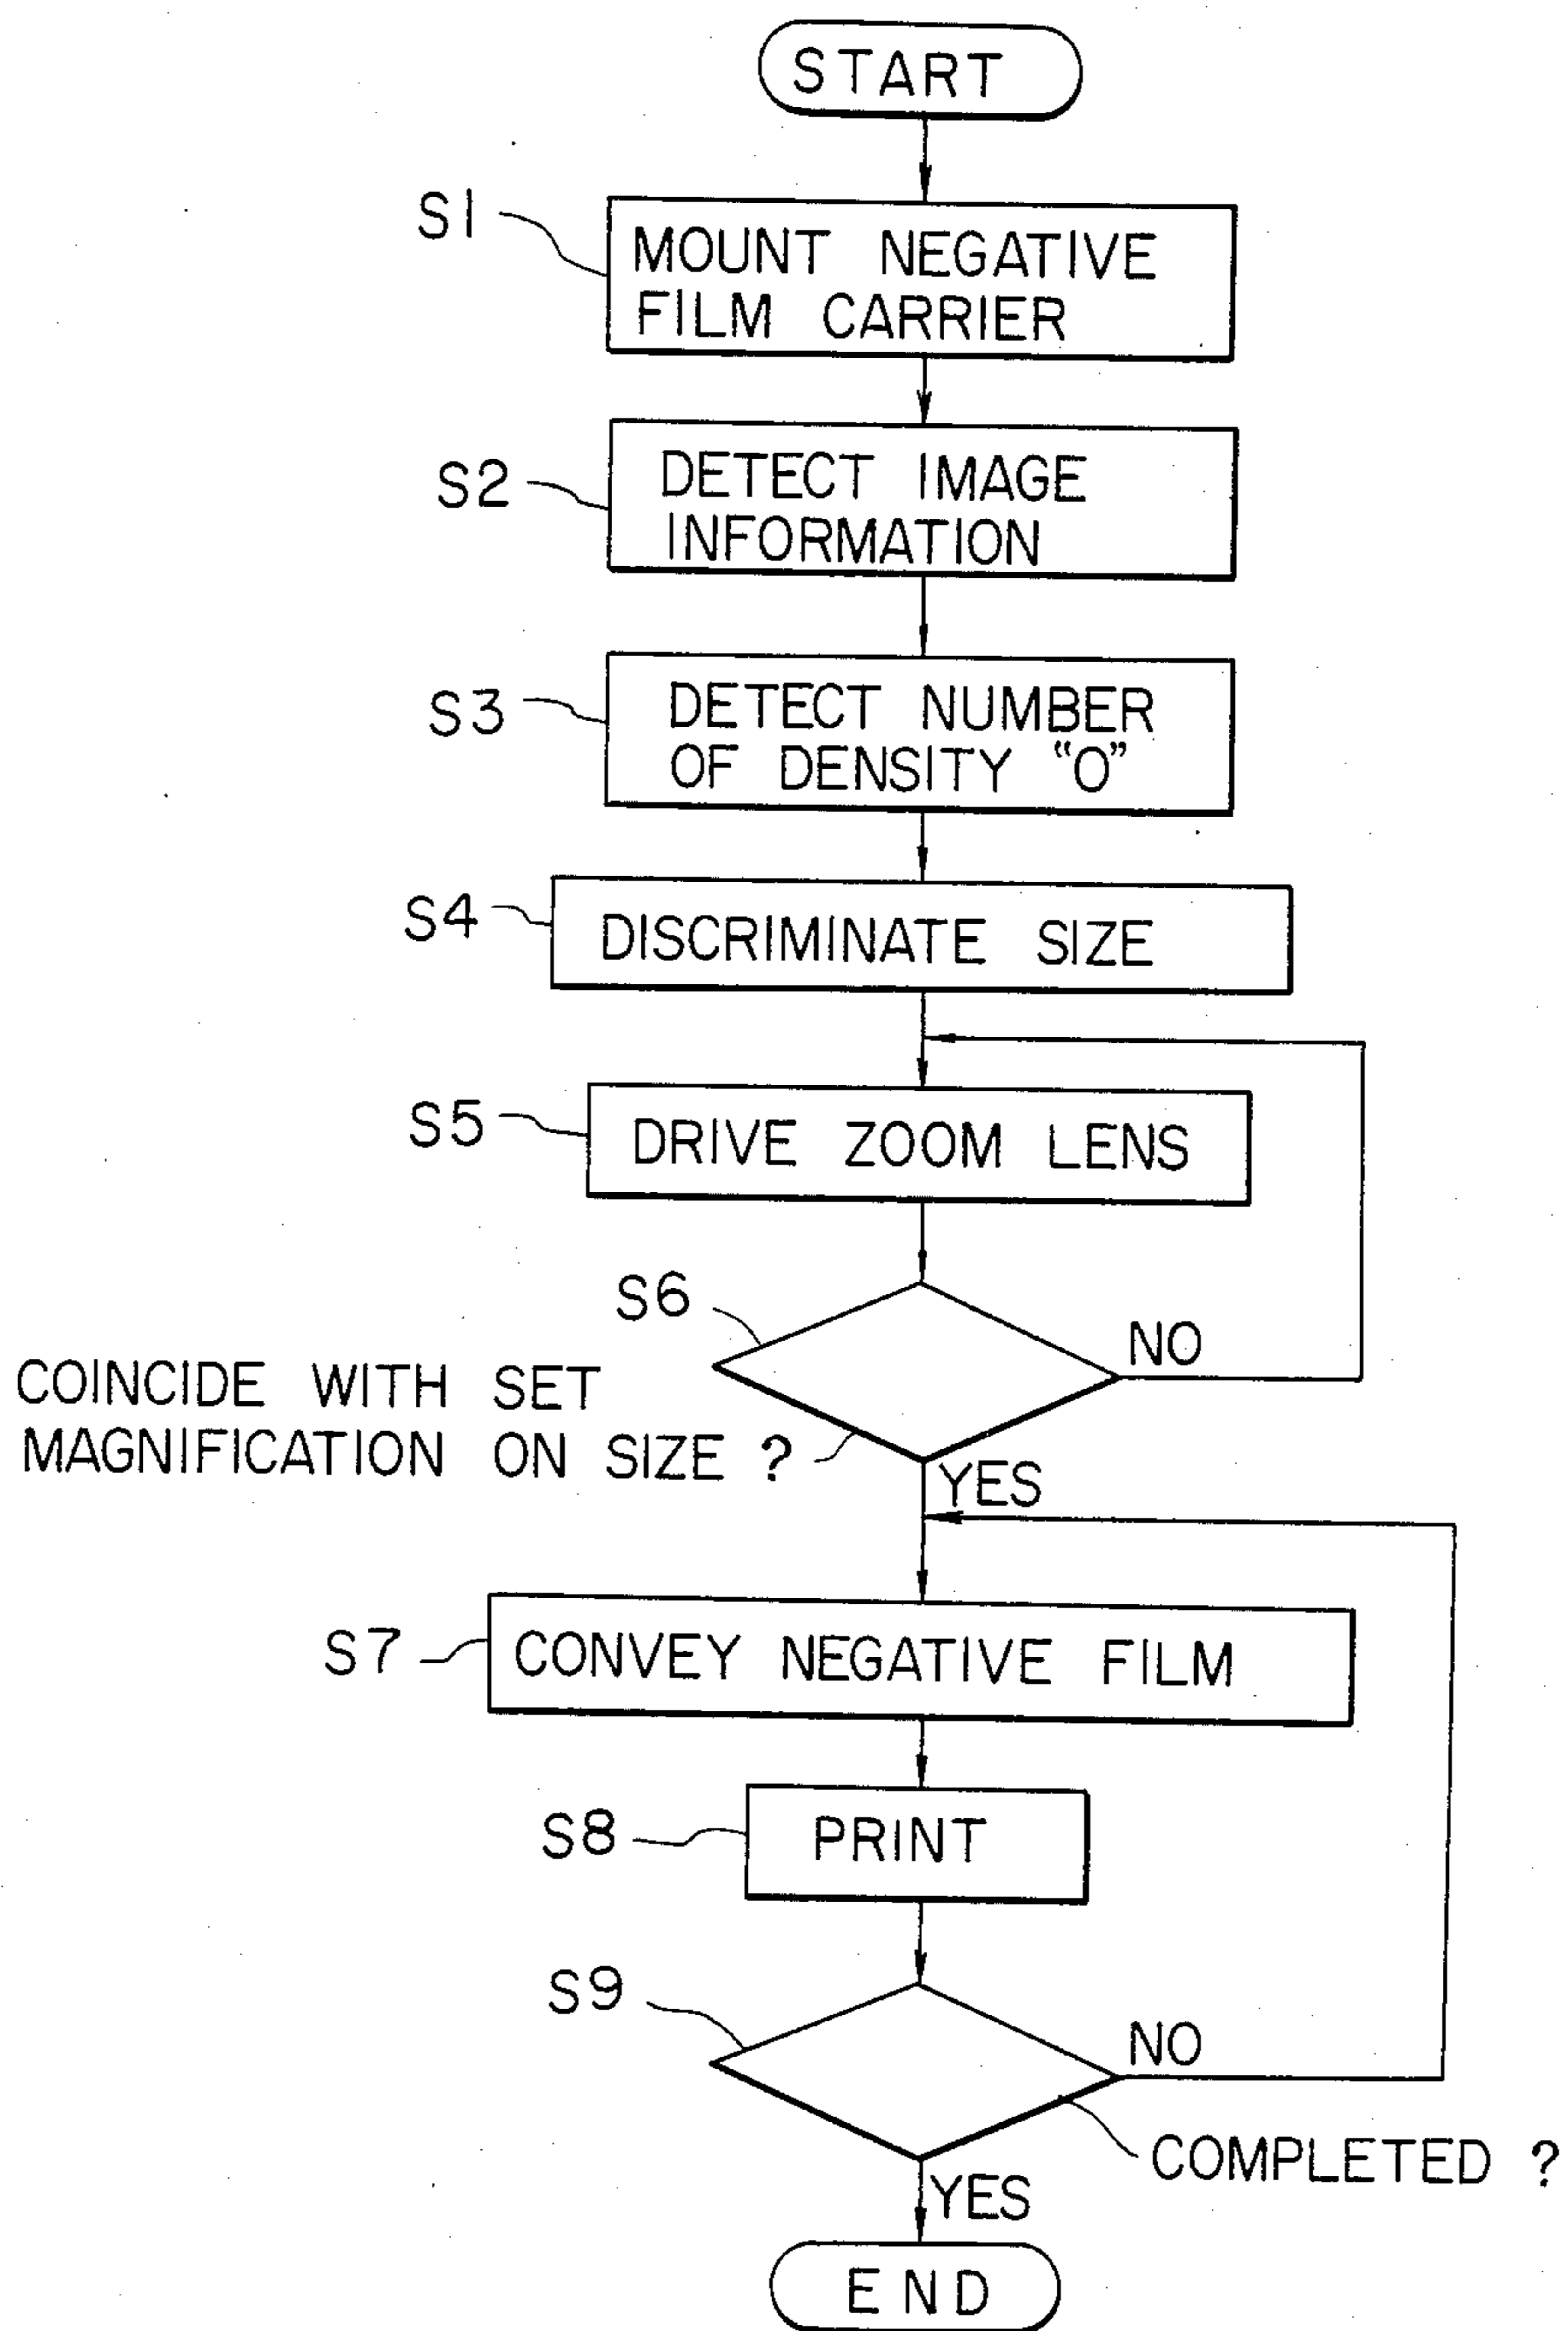 START
S1
MOUNT NEGATIVE
FILM CARRIER
S2
DETECT IMAGE
INFORMATION
S3
DETECT NUMBER
OF DENSITY “0”
S4
DISCRIMINATE SIZE
S5
DRIVE ZOOM LENS
S6
NO
COINCIDE WITH SET
MAGNIFICATION ON SIZE ?
YES
S7
CONVEY NEGATIVE FILM
S8
PRINT
S9
NO
COMPLETED ?
YES
END